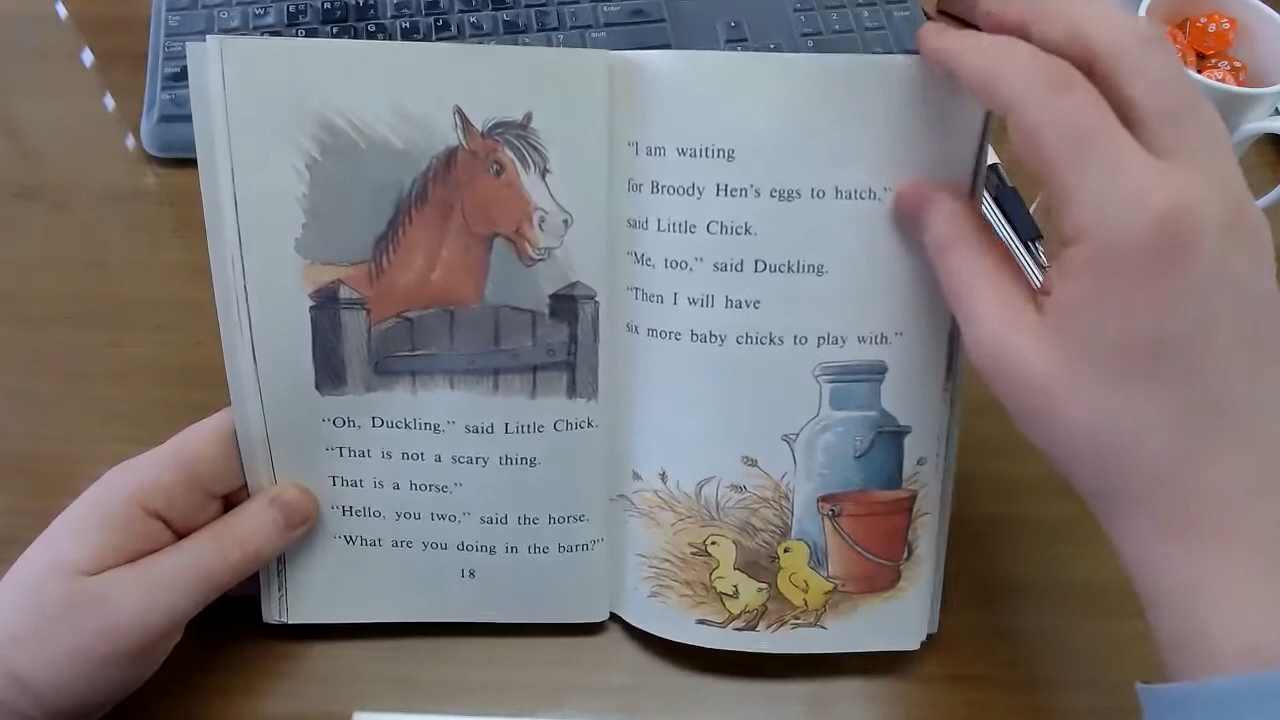 “Oh, Duckling,” said Little Chick.
“That is not a scary thing.
That is a horse.”
“Hello, you two,” said the horse.
“What are you doing in the barn?”
18
“I am waiting
for Broody Hen’s eggs to hatch,”
said Little Chick.
“Me, too,” said Duckling.
“Then I will have
six more baby chicks to play with.”